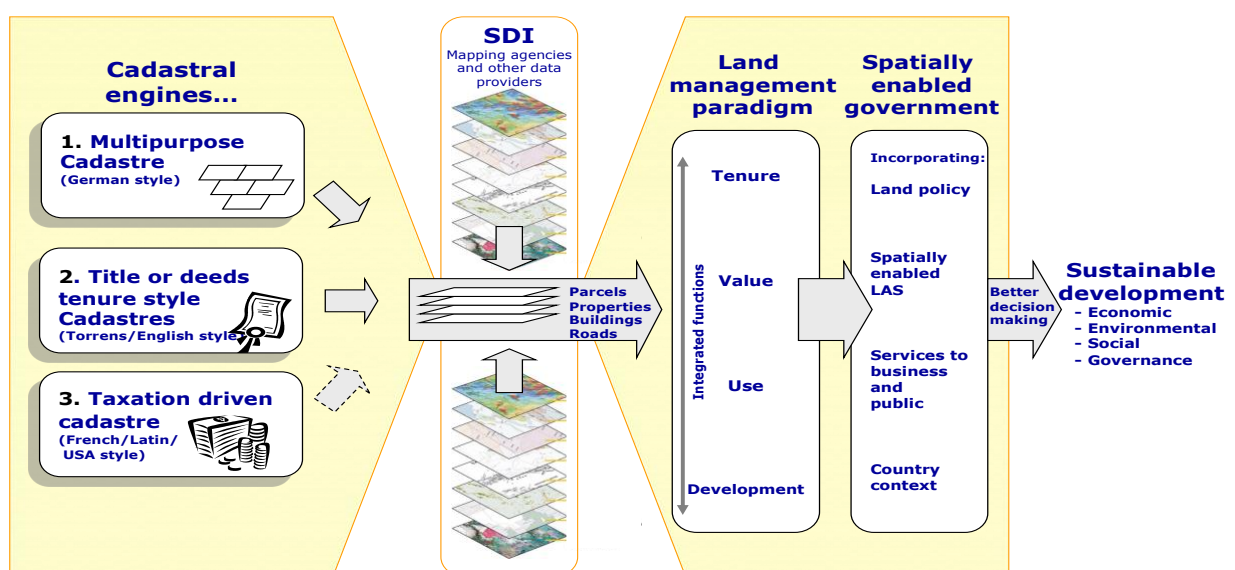 Cadastral
engines...
1. Multipurpose
Cadastre
(German style)
2. Title or deeds
tenure style
Cadastres
(Torrens/English style)
3. Taxation driven
cadastre
(French/Latin/
USA style)
SDI
Mapping agencies
and other data
providers
Parcels
Properties
Buildings
Roads
Land
management
paradigm
Integrated functions
Tenure
Value
Use
Development
Spatially
enabled
government
Incorporating:
Land policy
Spatially
enabled
LAS
Services to
business
and
public
Country
context
Better
decision
making
Sustainable
development
- Economic
- Environmental
- Social
- Governance